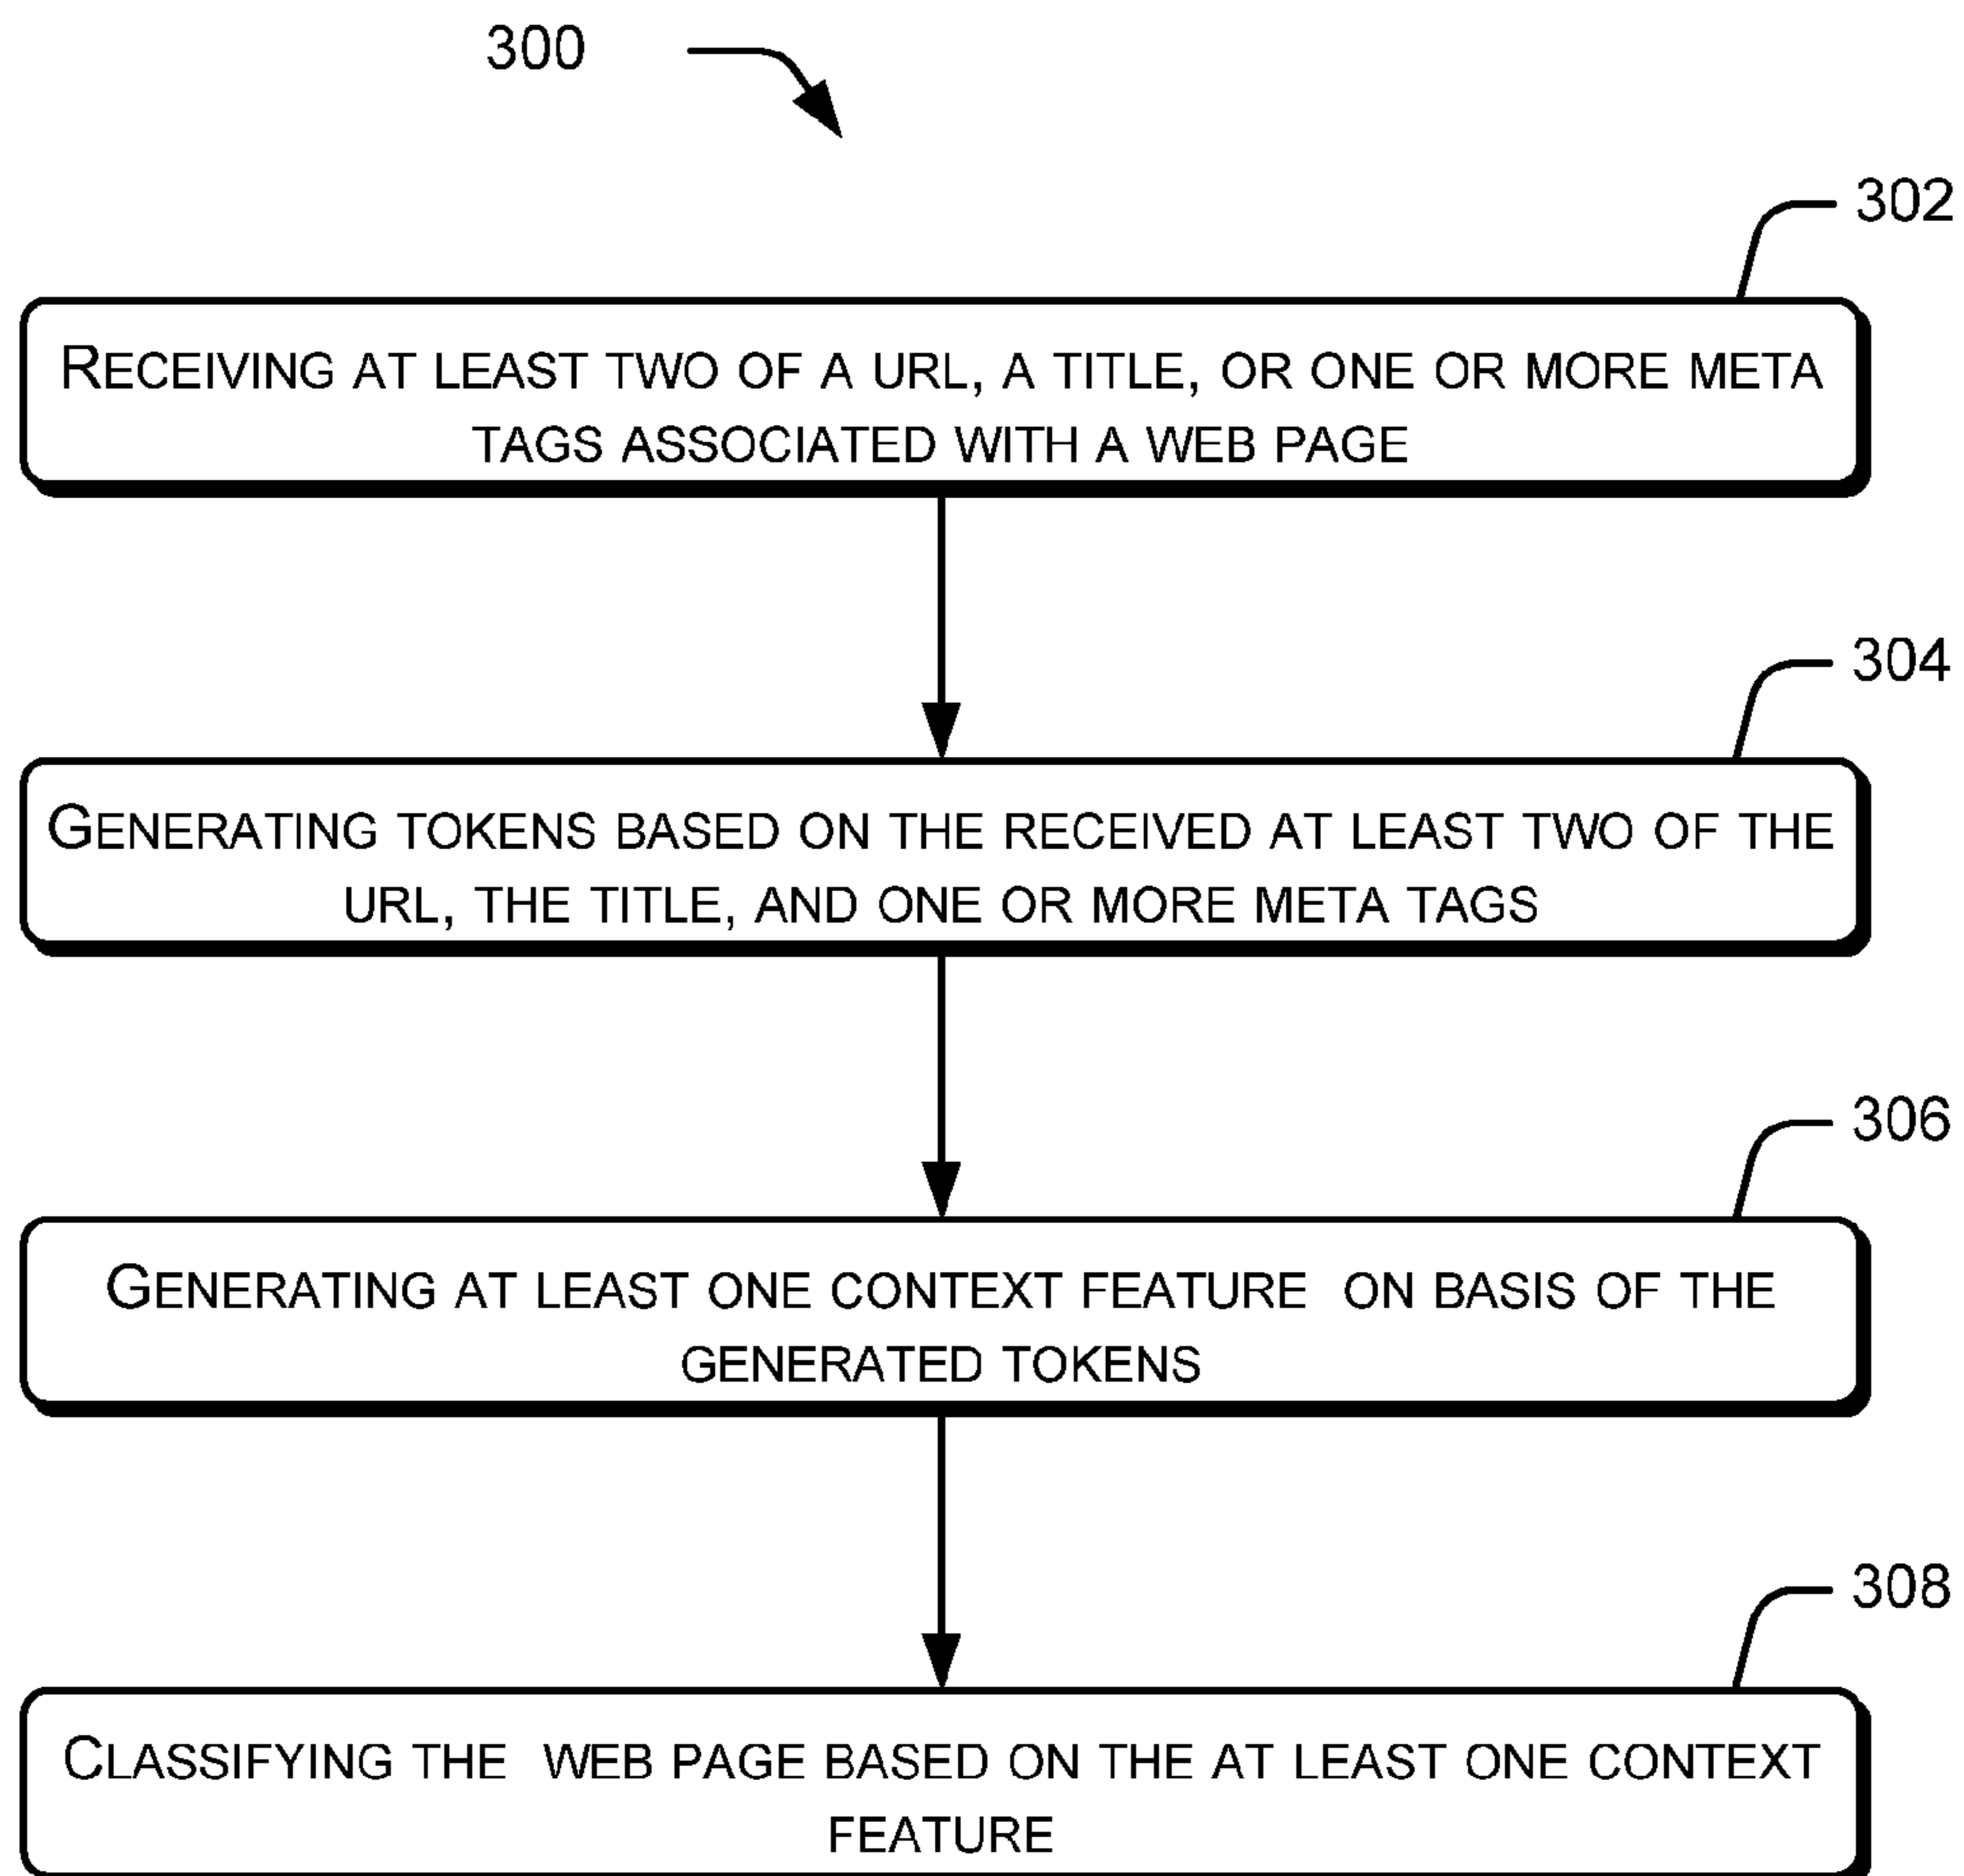 300
302
RECEIVING AT LEAST TWO OF A URL, A TITLE, OR ONE OR MORE META
TAGS ASSOCIATED WITH A WEB PAGE
304
GENERATING TOKENS BASED ON THE RECEIVED AT LEAST TWO OF THE
URL, THE TITLE, AND ONE OR MORE META TAGS
306
GENERATING AT LEAST ONE CONTEXT FEATURE ON BASIS OF THE
GENERATED TOKENS
308
CLASSIFYING THE WEB PAGE BASED ON THE AT LEAST ONE CONTEXT
FEATURE